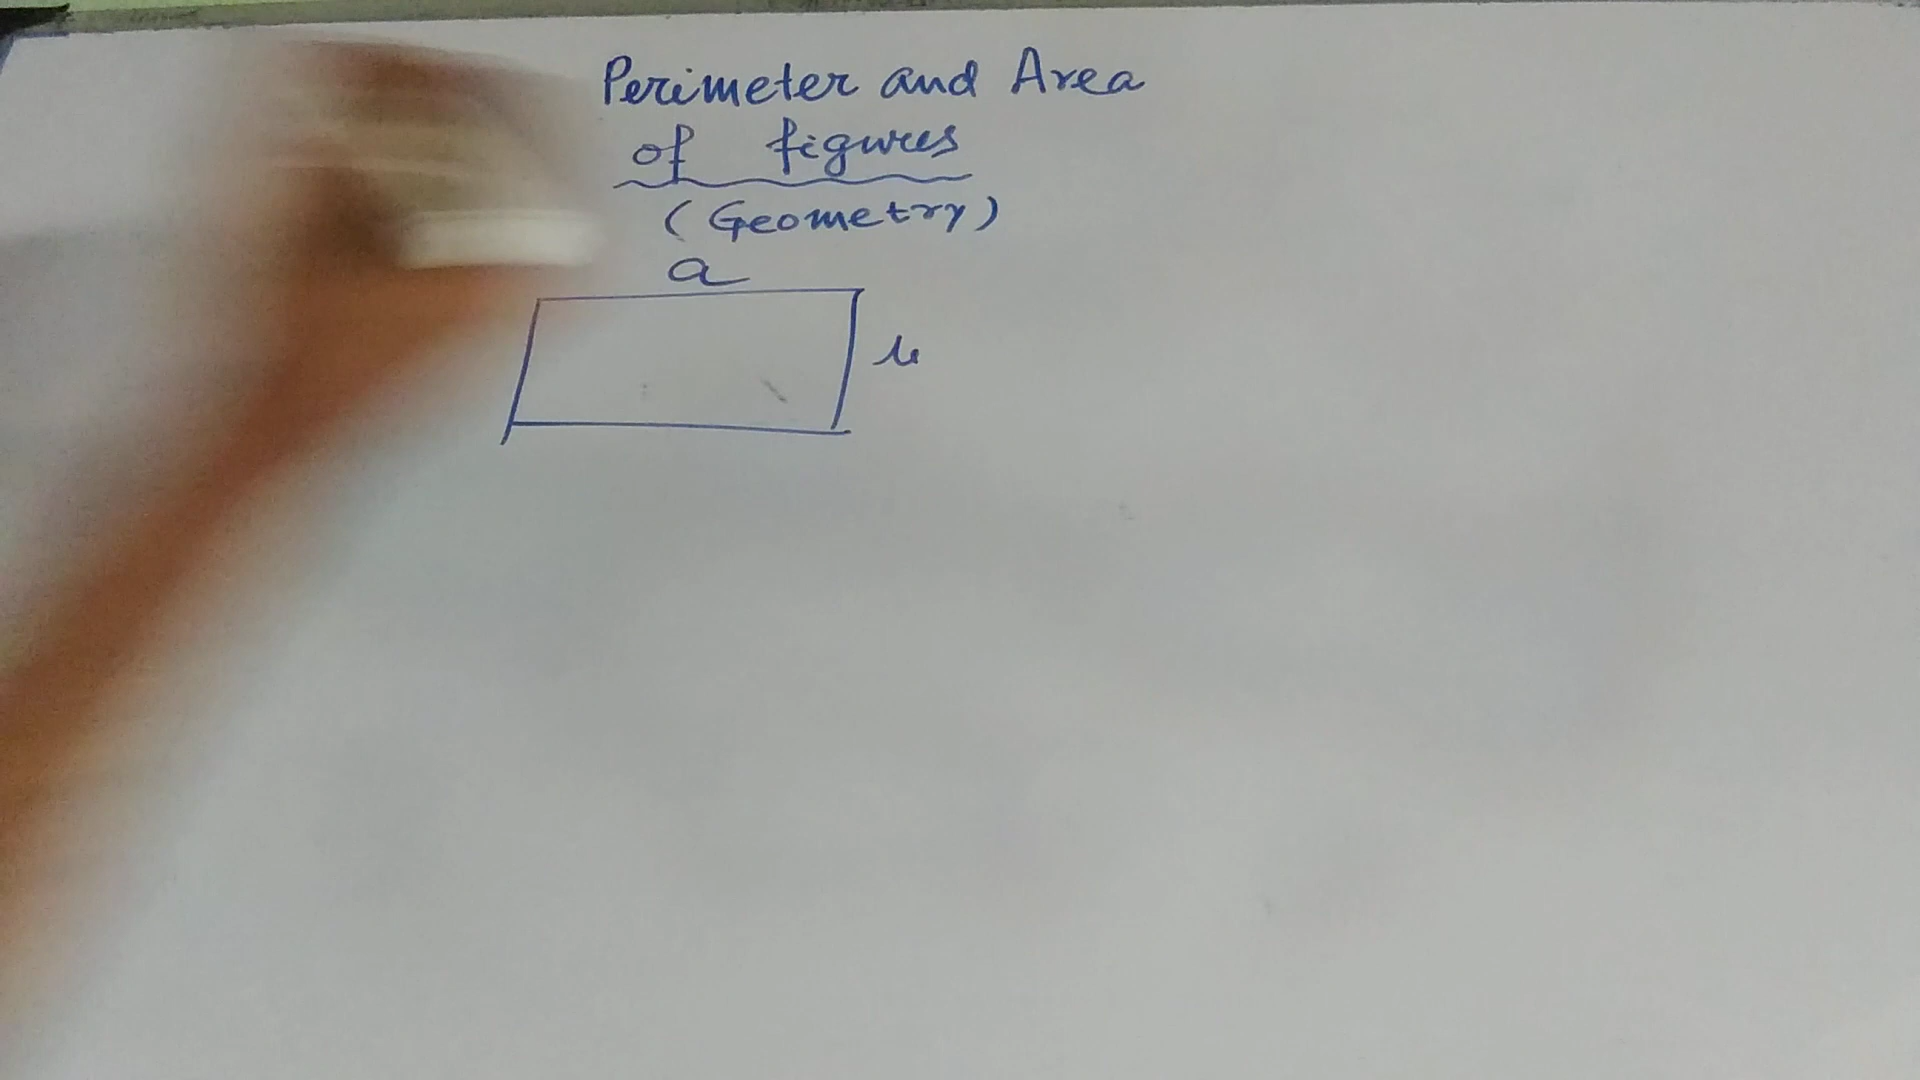 Perimeter and Area
of figures
(Geometry)
a